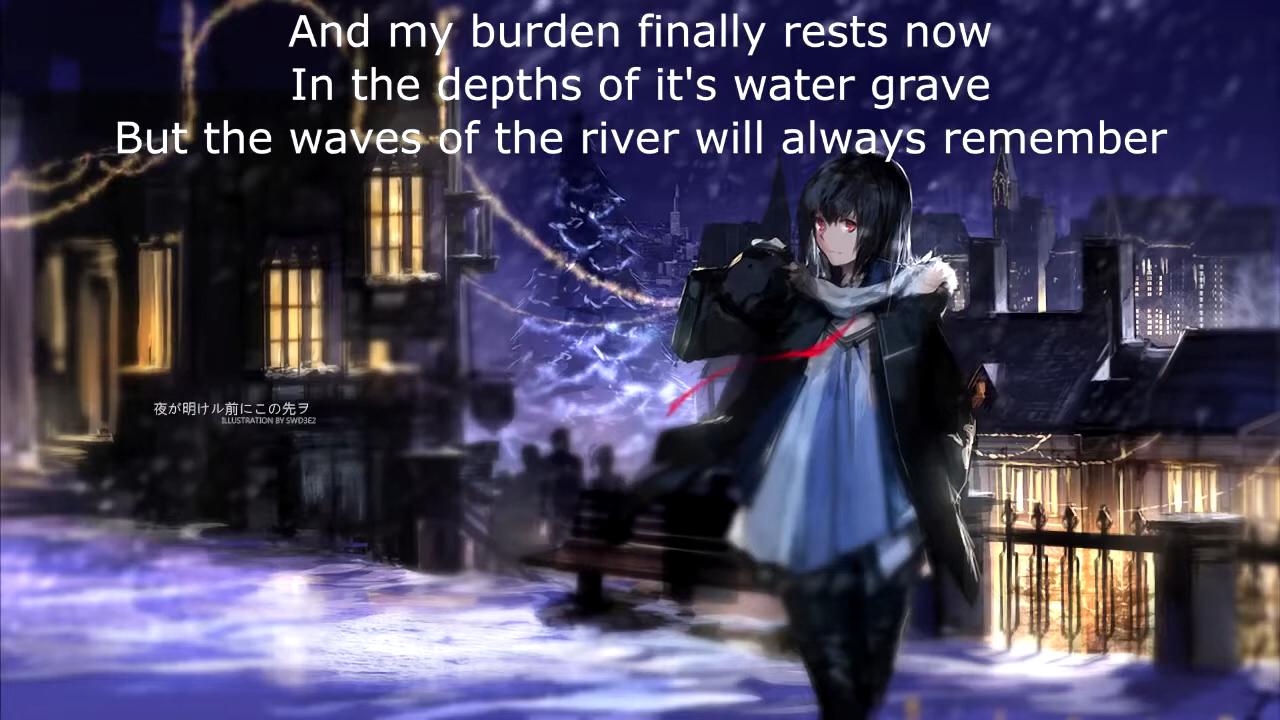 And my burden finally rests now
In the depths of it's water grave
But the waves of the river will always remember
夜が明けル前にこの先ヲ
ILLUSTRATION BY SWD3E2